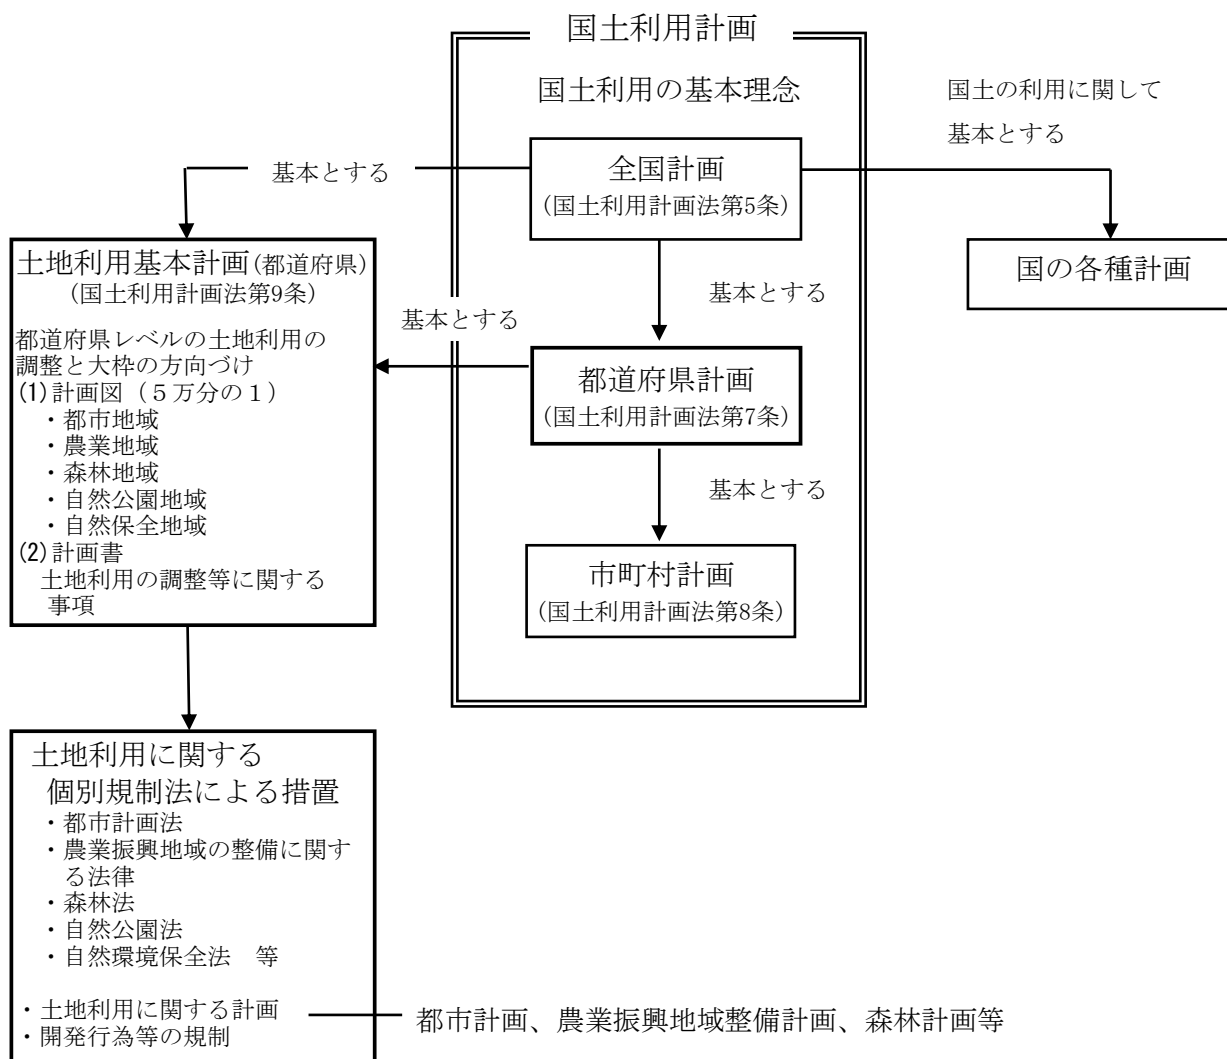 国土利用計画
国土利用の基本理念
国土の利用に関して
基本とする
基本とする
全国計画
(国土利用計画法第5条)
土地利用基本計画(都道府県)
(国土利用計画法第9条)
国の各種計画
基本とする
基本とする
都道府県レベルの土地利用の
調整と大枠の方向づけ
(1)計画図（５万分の１）
・都市地域
・農業地域
・森林地域
・自然公園地域
・自然保全地域
(2)計画書
土地利用の調整等に関する
事項
都道府県計画
(国土利用計画法第7条)
基本とする
市町村計画
(国土利用計画法第8条)
土地利用に関する
個別規制法による措置
・都市計画法
・農業振興地域の整備に関す
る法律
・森林法
・自然公園法
・自然環境保全法　等
・土地利用に関する計画
・開発行為等の規制
都市計画、農業振興地域整備計画、森林計画等